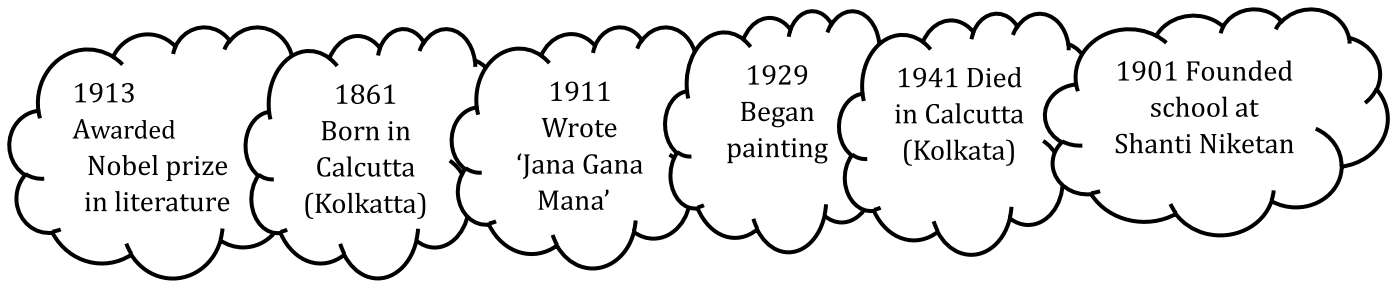 1913
Awarded
Nobel prize
in literature
1861
Born in
Calcutta
(Kolkatta)
1911
Wrote
‘Jana Gana
Mana’
1929
Began
painting
1941 Died
in Calcutta
(Kolkata)
1901 Founded
school at
Shanti Niketan